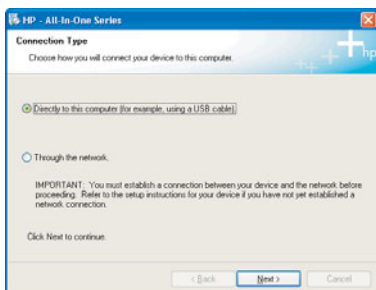 HP - All-In-One Series
Connection Type
Choose how you will connect your device to this computer.
hp
Directly to this computer (for example, using a USB cable).
Through the network.
IMPORTANT: You must establish a connection between your device and the network before
proceeding. Refer to the setup instructions for your device if you have not yet established a
network connection.
Click Next to continue.
< Back Next > Cancel